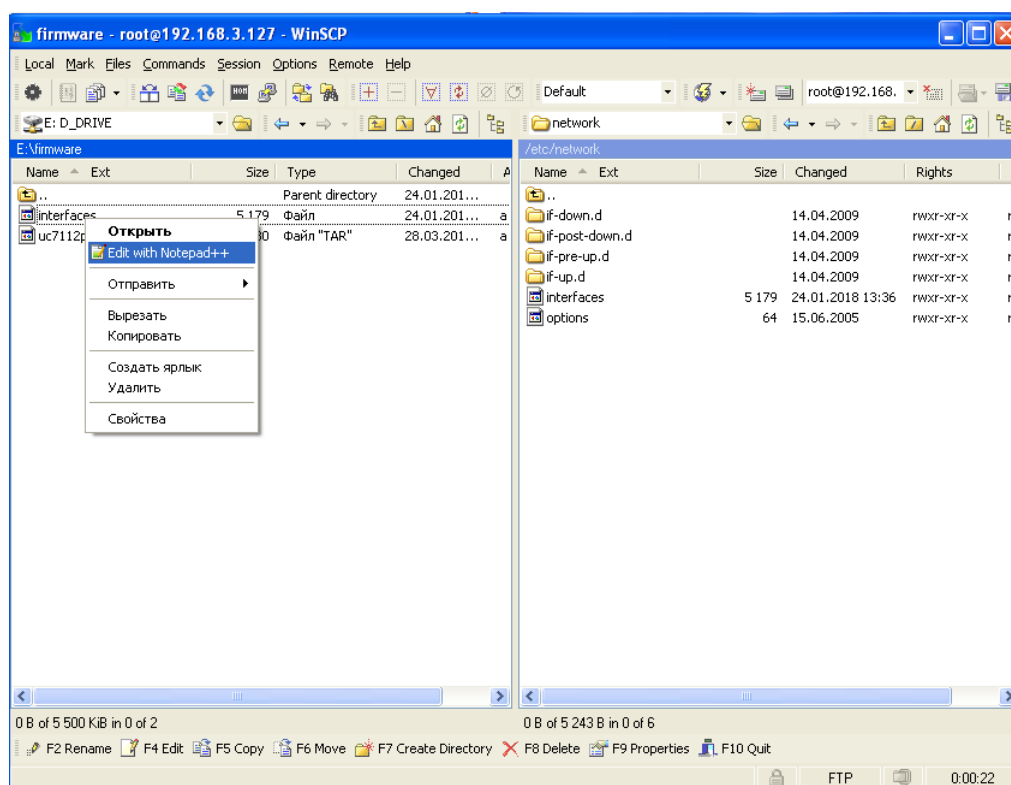 firmware - root@192.168.3.127 - WinSCP
Local Mark Files Commands Session Options Remote Help
Default root@192.168.
E: D_DRIVE network
E:\firmware
Name Ext Size Type Changed
.. Parent directory 24.01.201...
interfaces 5 179 Файл 24.01.201... a
uc7112p Файл "TAR" 28.03.201... a
Открыть
Edit with Notepad++
Отправить
Вырезать
Копировать
Создать ярлык
Удалить
Свойства
/etc/network
Name Ext Size Changed Rights
..
if-down.d 14.04.2009 rwxr-xr-x
if-post-down.d 14.04.2009 rwxr-xr-x
if-pre-up.d 14.04.2009 rwxr-xr-x
if-up.d 14.04.2009 rwxr-xr-x
interfaces 5 179 24.01.2018 13:36 rwxr-xr-x
options 64 15.06.2005 rwxr-xr-x
0 B of 5 500 KiB in 0 of 2
0 B of 5 243 B in 0 of 6
F2 Rename F4 Edit F5 Copy F6 Move F7 Create Directory F8 Delete F9 Properties F10 Quit
FTP 0:00:22